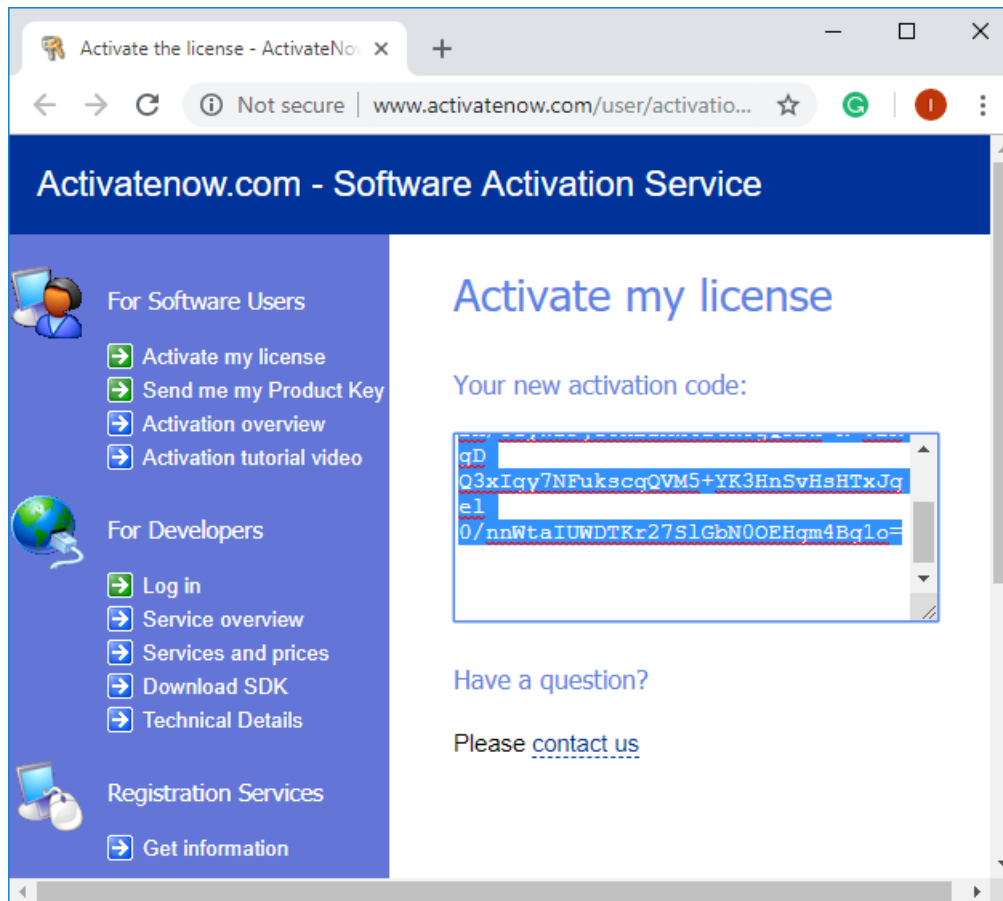 Activate the license - ActivateNov
Not secure | www.activatenow.com/user/activatio...
G
I
Activatenow.com - Software Activation Service
For Software Users
Activate my license
Send me my Product Key
Activation overview
Activation tutorial video
For Developers
Log in
Service overview
Services and prices
Download SDK
Technical Details
Registration Services
Get information
Activate my license
Your new activation code:
gD
Q3xIqy7NFukscqQVM5+YK3HnSvHsHTxJq
el
0/nnWtaIUWDTKr27SlGbN0OEHgm4Bglo=
Have a question?
Please contact us